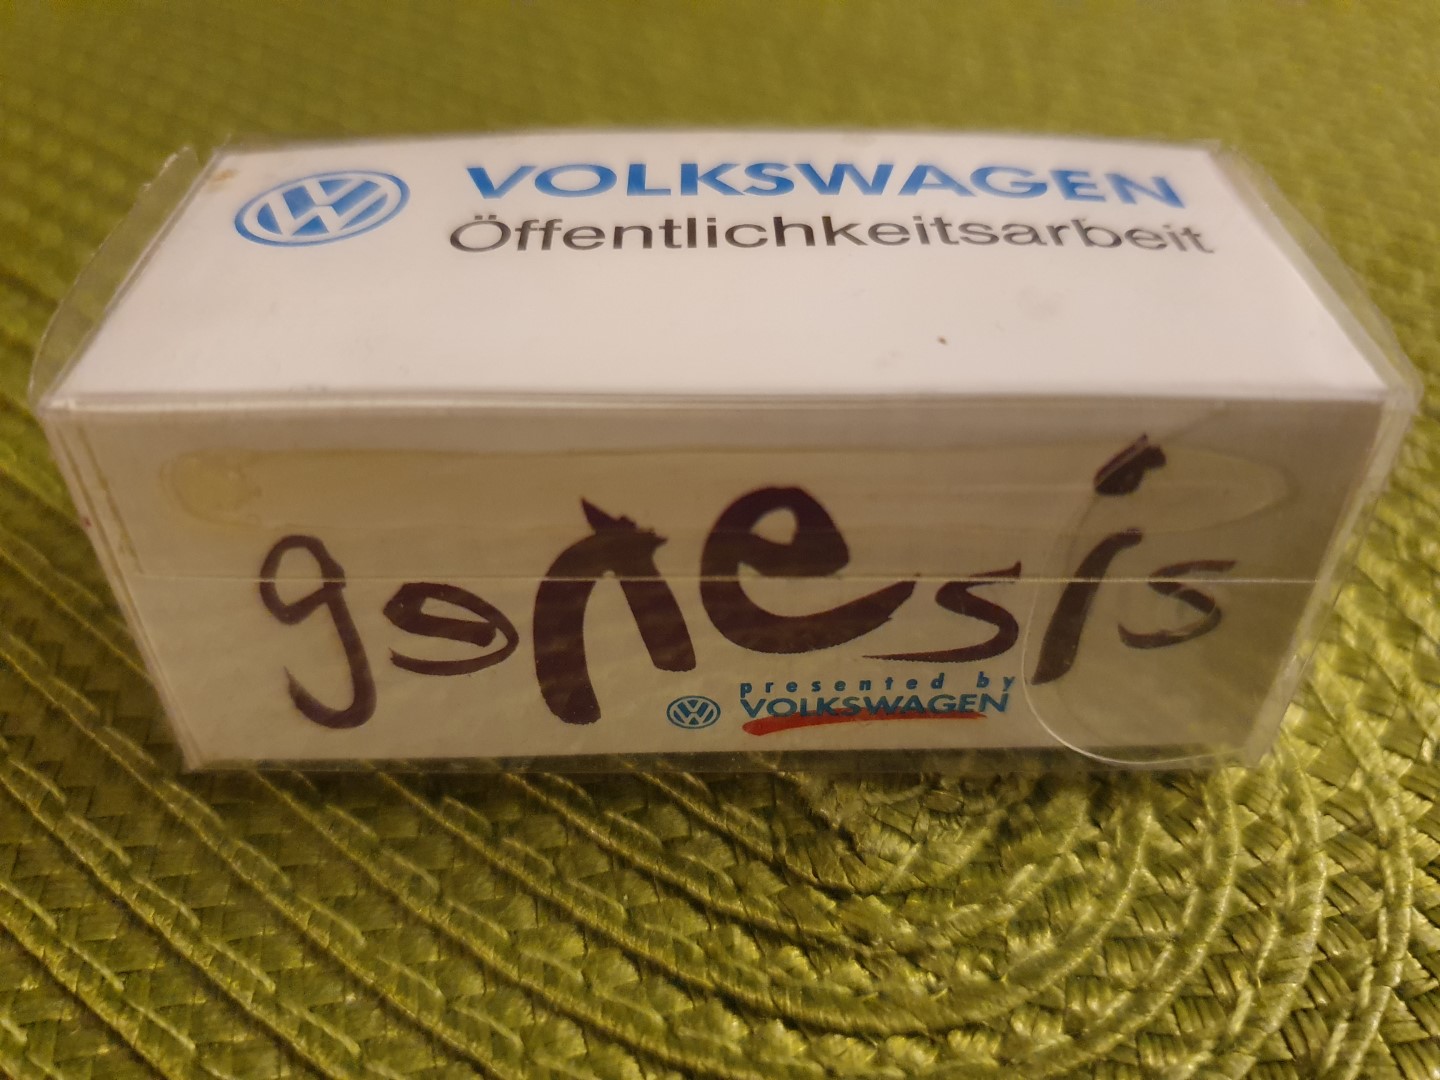 VOLKSWAGEN
Öffentlichkeitsarbeit
genesis
presented by
VOLKSWAGEN